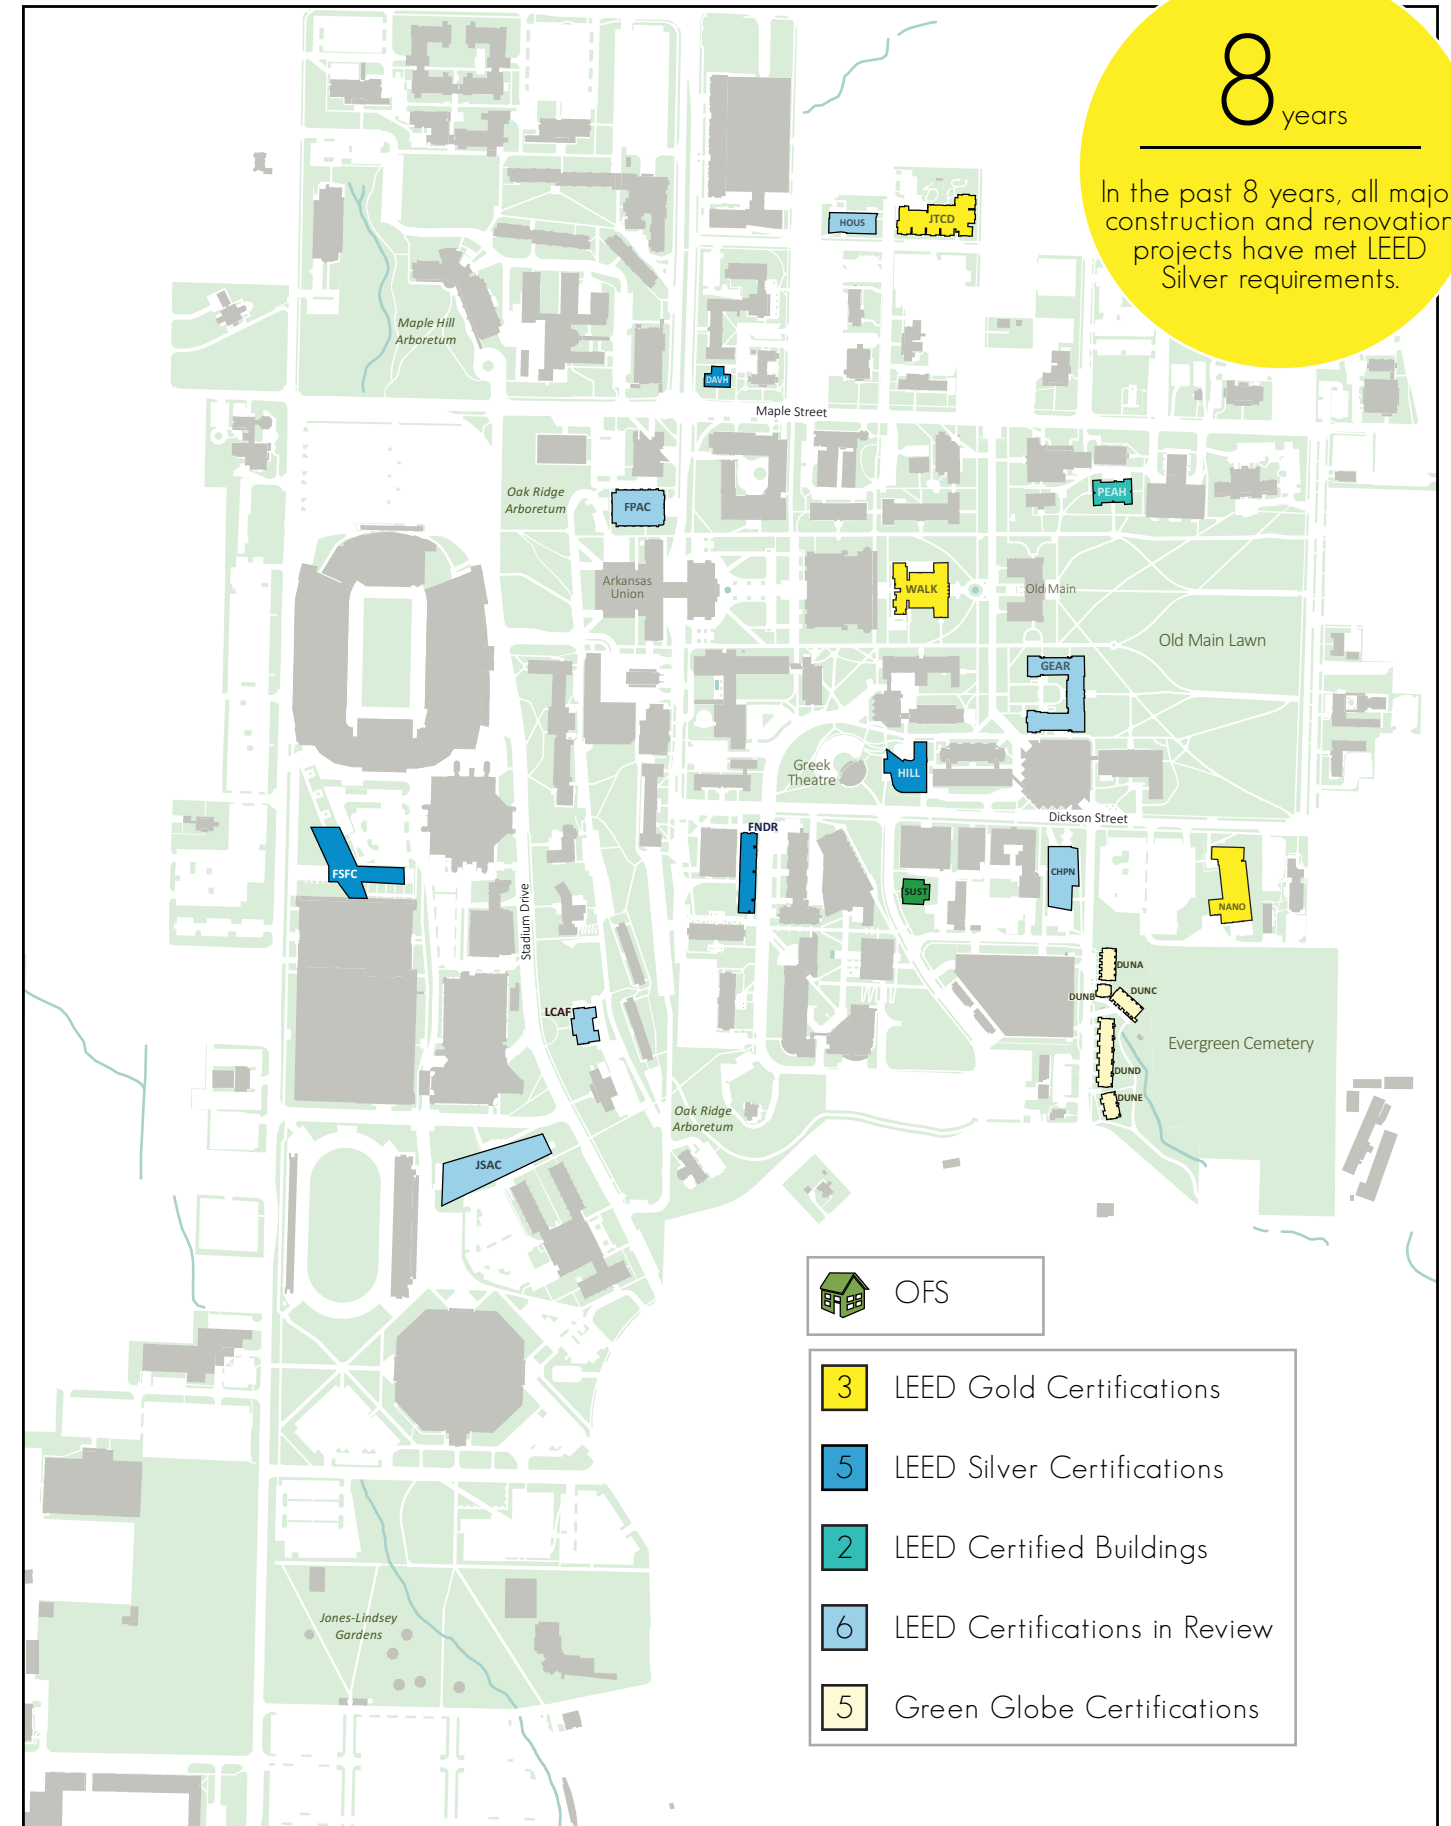 8 years
In the past 8 years, all majo
construction and renovation
projects have met LEED
Silver requirements.
HOUS
JTCD
Maple Hill
Arboretum
DAVH
Maple Street
Oak Ridge
Arboretum
FPAC
PEAH
Arkansas
Union
WALK
Old Main
Old Main Lawn
GEAR
Greek
Theatre
HILL
Dickson Street
FNDR
FSFC
CHPN
SUST
NANO
Stadium Drive
DUNA
DUNB
DUNC
LCAF
Evergreen Cemetery
DUND
DUNE
Oak Ridge
Arboretum
JSAC
OFS
3 LEED Gold Certifications
5 LEED Silver Certifications
2 LEED Certified Buildings
6 LEED Certifications in Review
5 Green Globe Certifications
Jones-Lindsey
Gardens